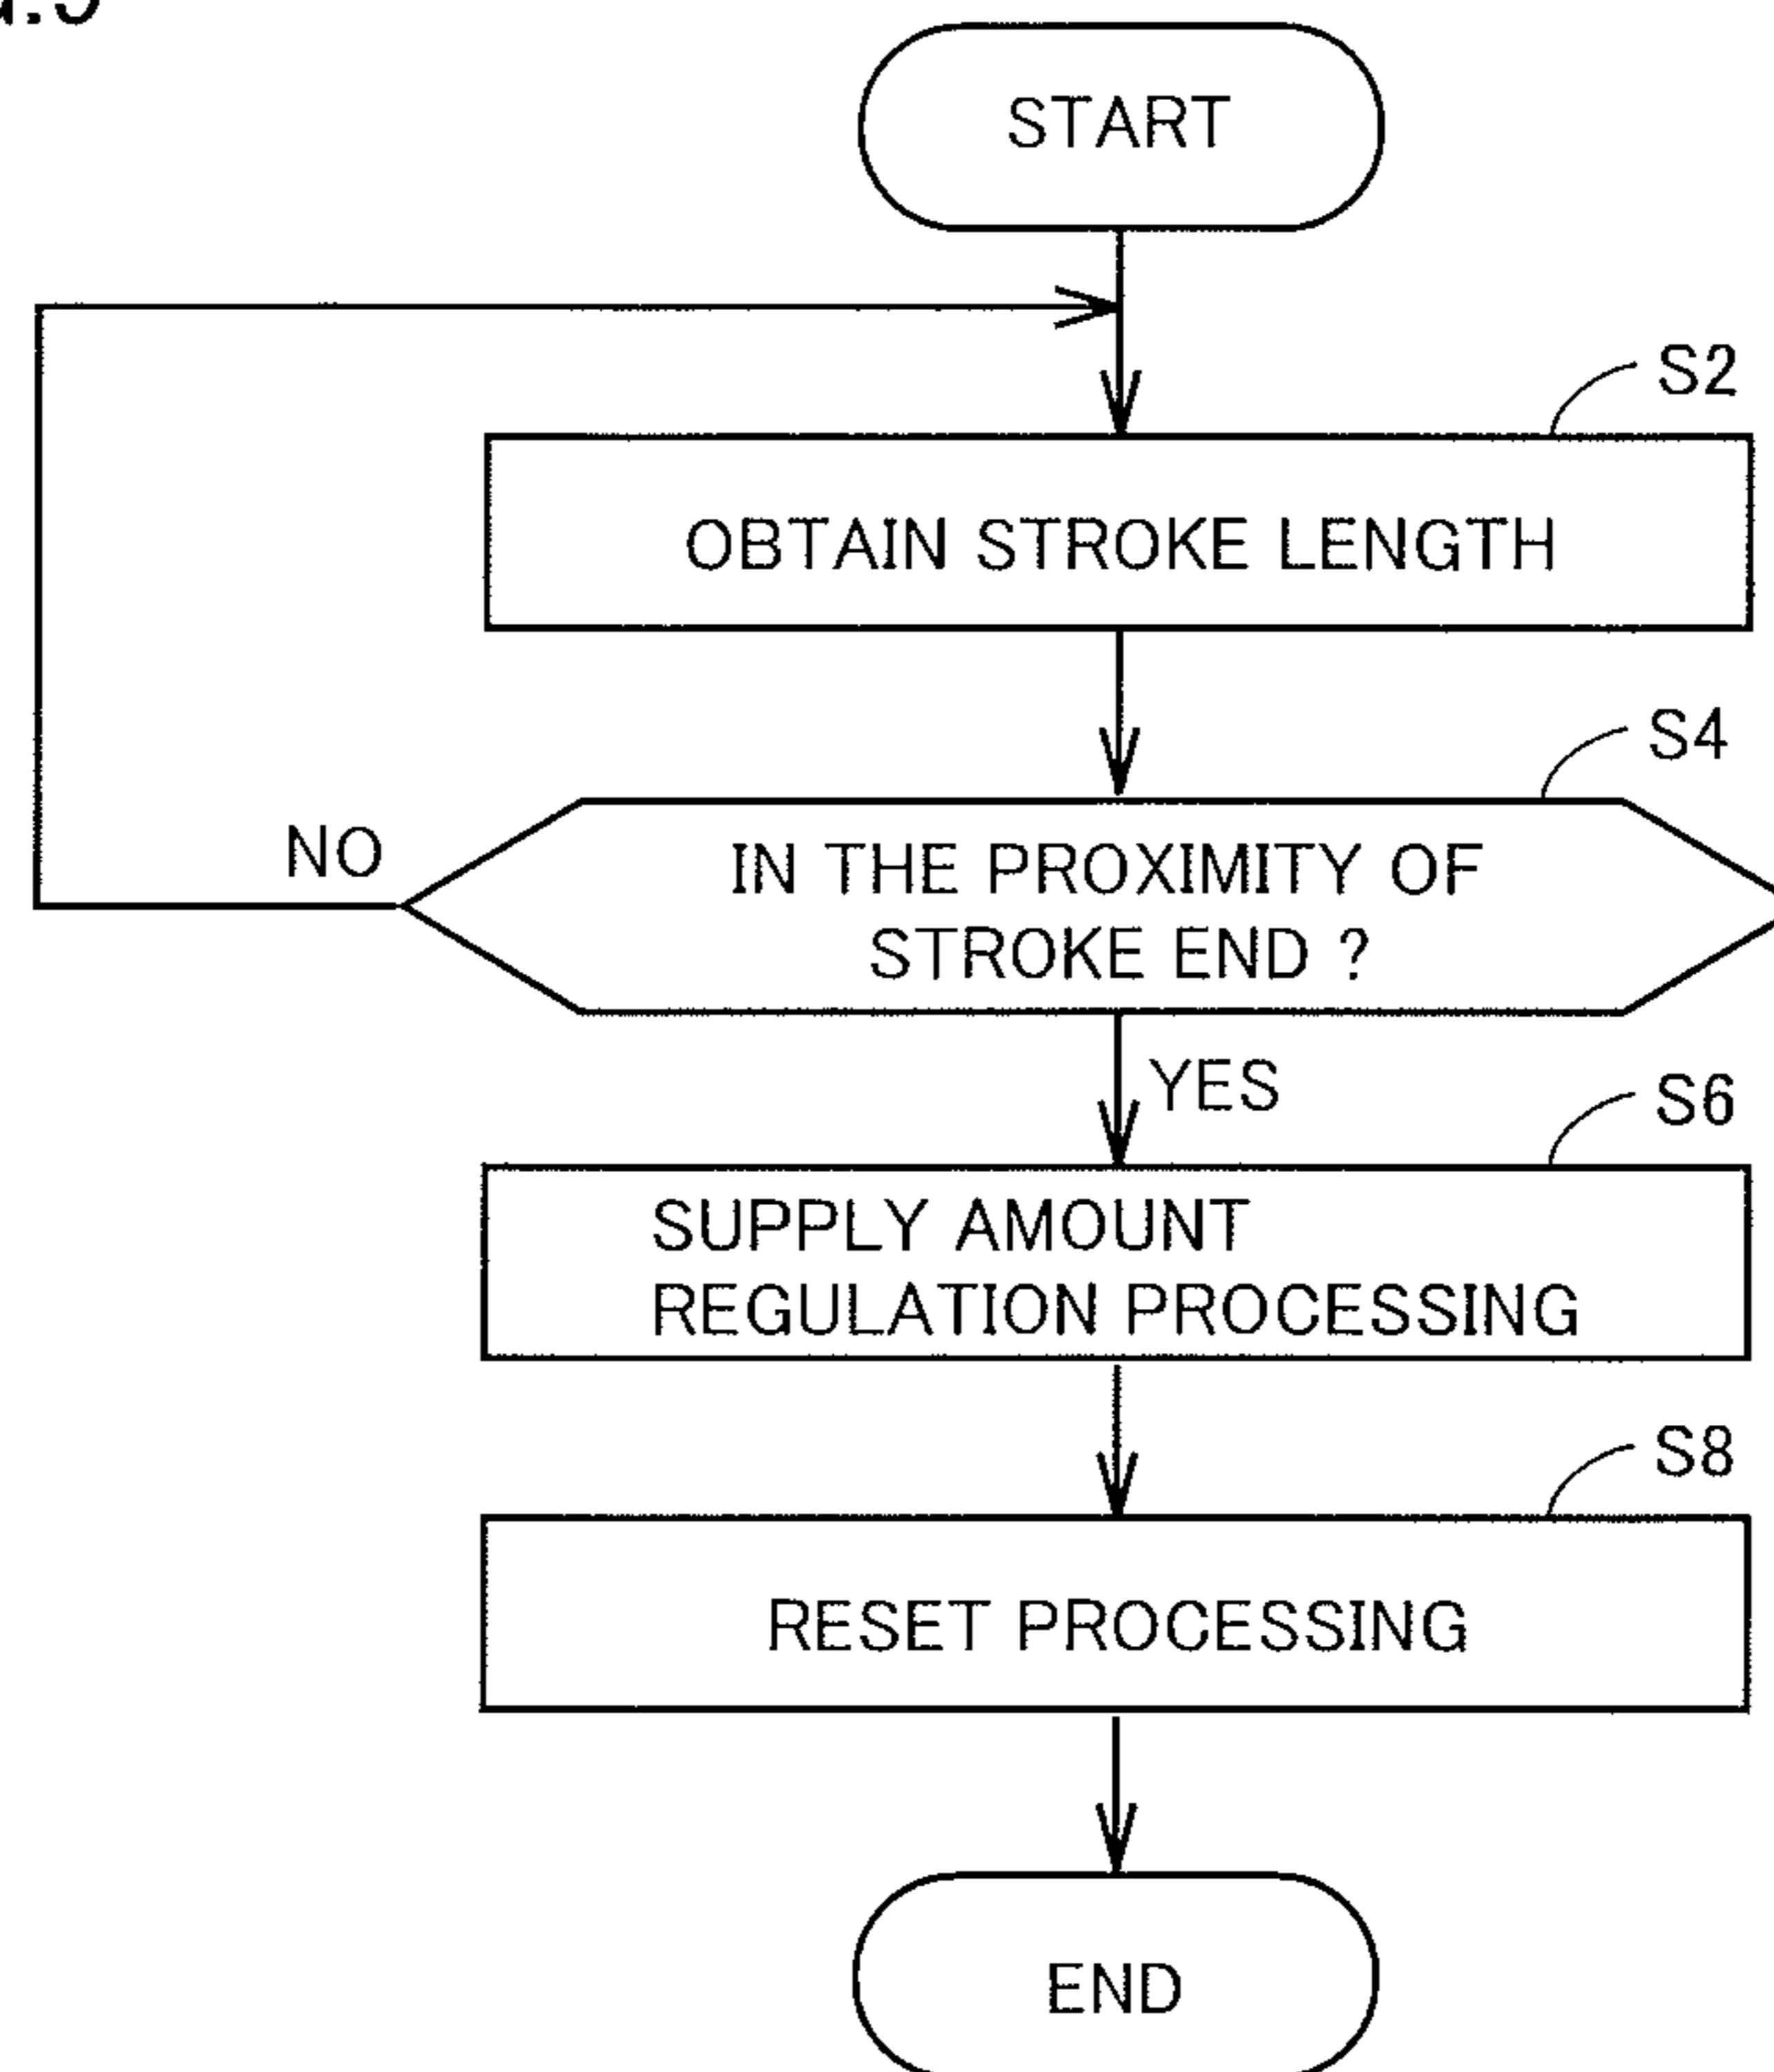 START
S2
OBTAIN STROKE LENGTH
S4
NO
IN THE PROXIMITY OF
STROKE END ?
YES
S6
SUPPLY AMOUNT
REGULATION PROCESSING
S8
RESET PROCESSING
END